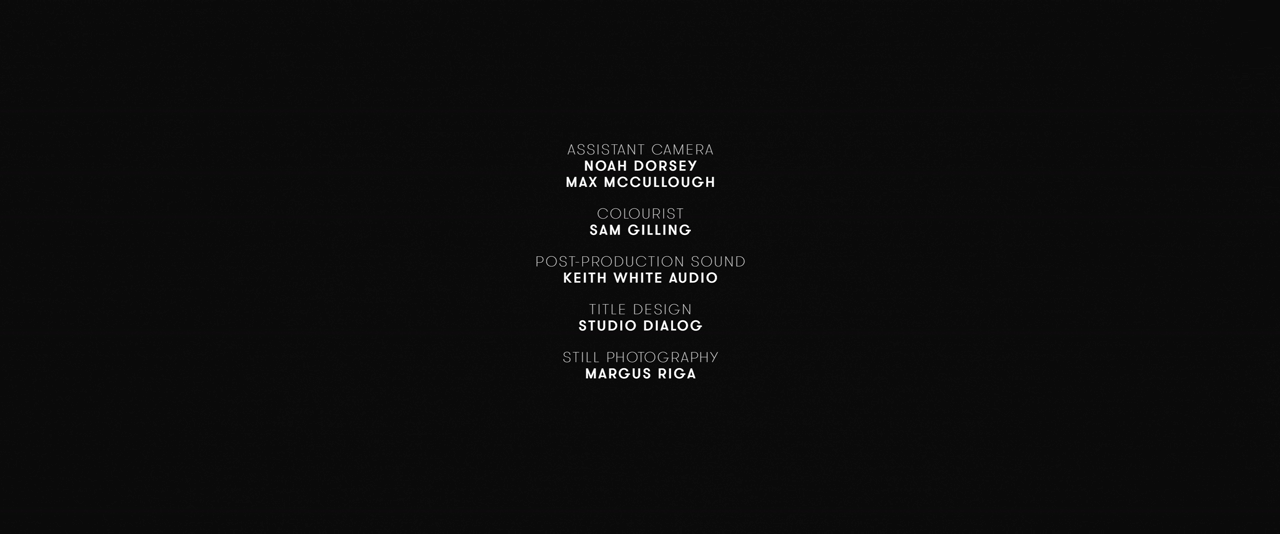 ASSISTANT CAMERA
NOAH DORSEY
MAX MCCULLOUGH
COLOURIST
SAM GILLING
POST-PRODUCTION SOUND
KEITH WHITE AUDIO
TITLE DESIGN
STUDIO DIALOG
STILL PHOTOGRAPHY
MARGUS RIGA